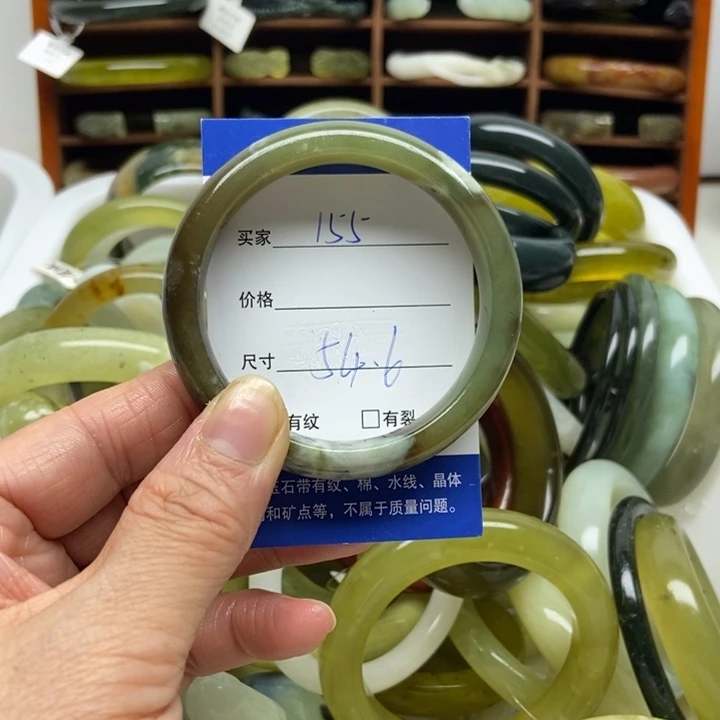 买家 155
价格
尺寸 54.6
有纹 □有裂
玉石带有纹、棉、水线、晶体
和矿点等，不属于质量问题。